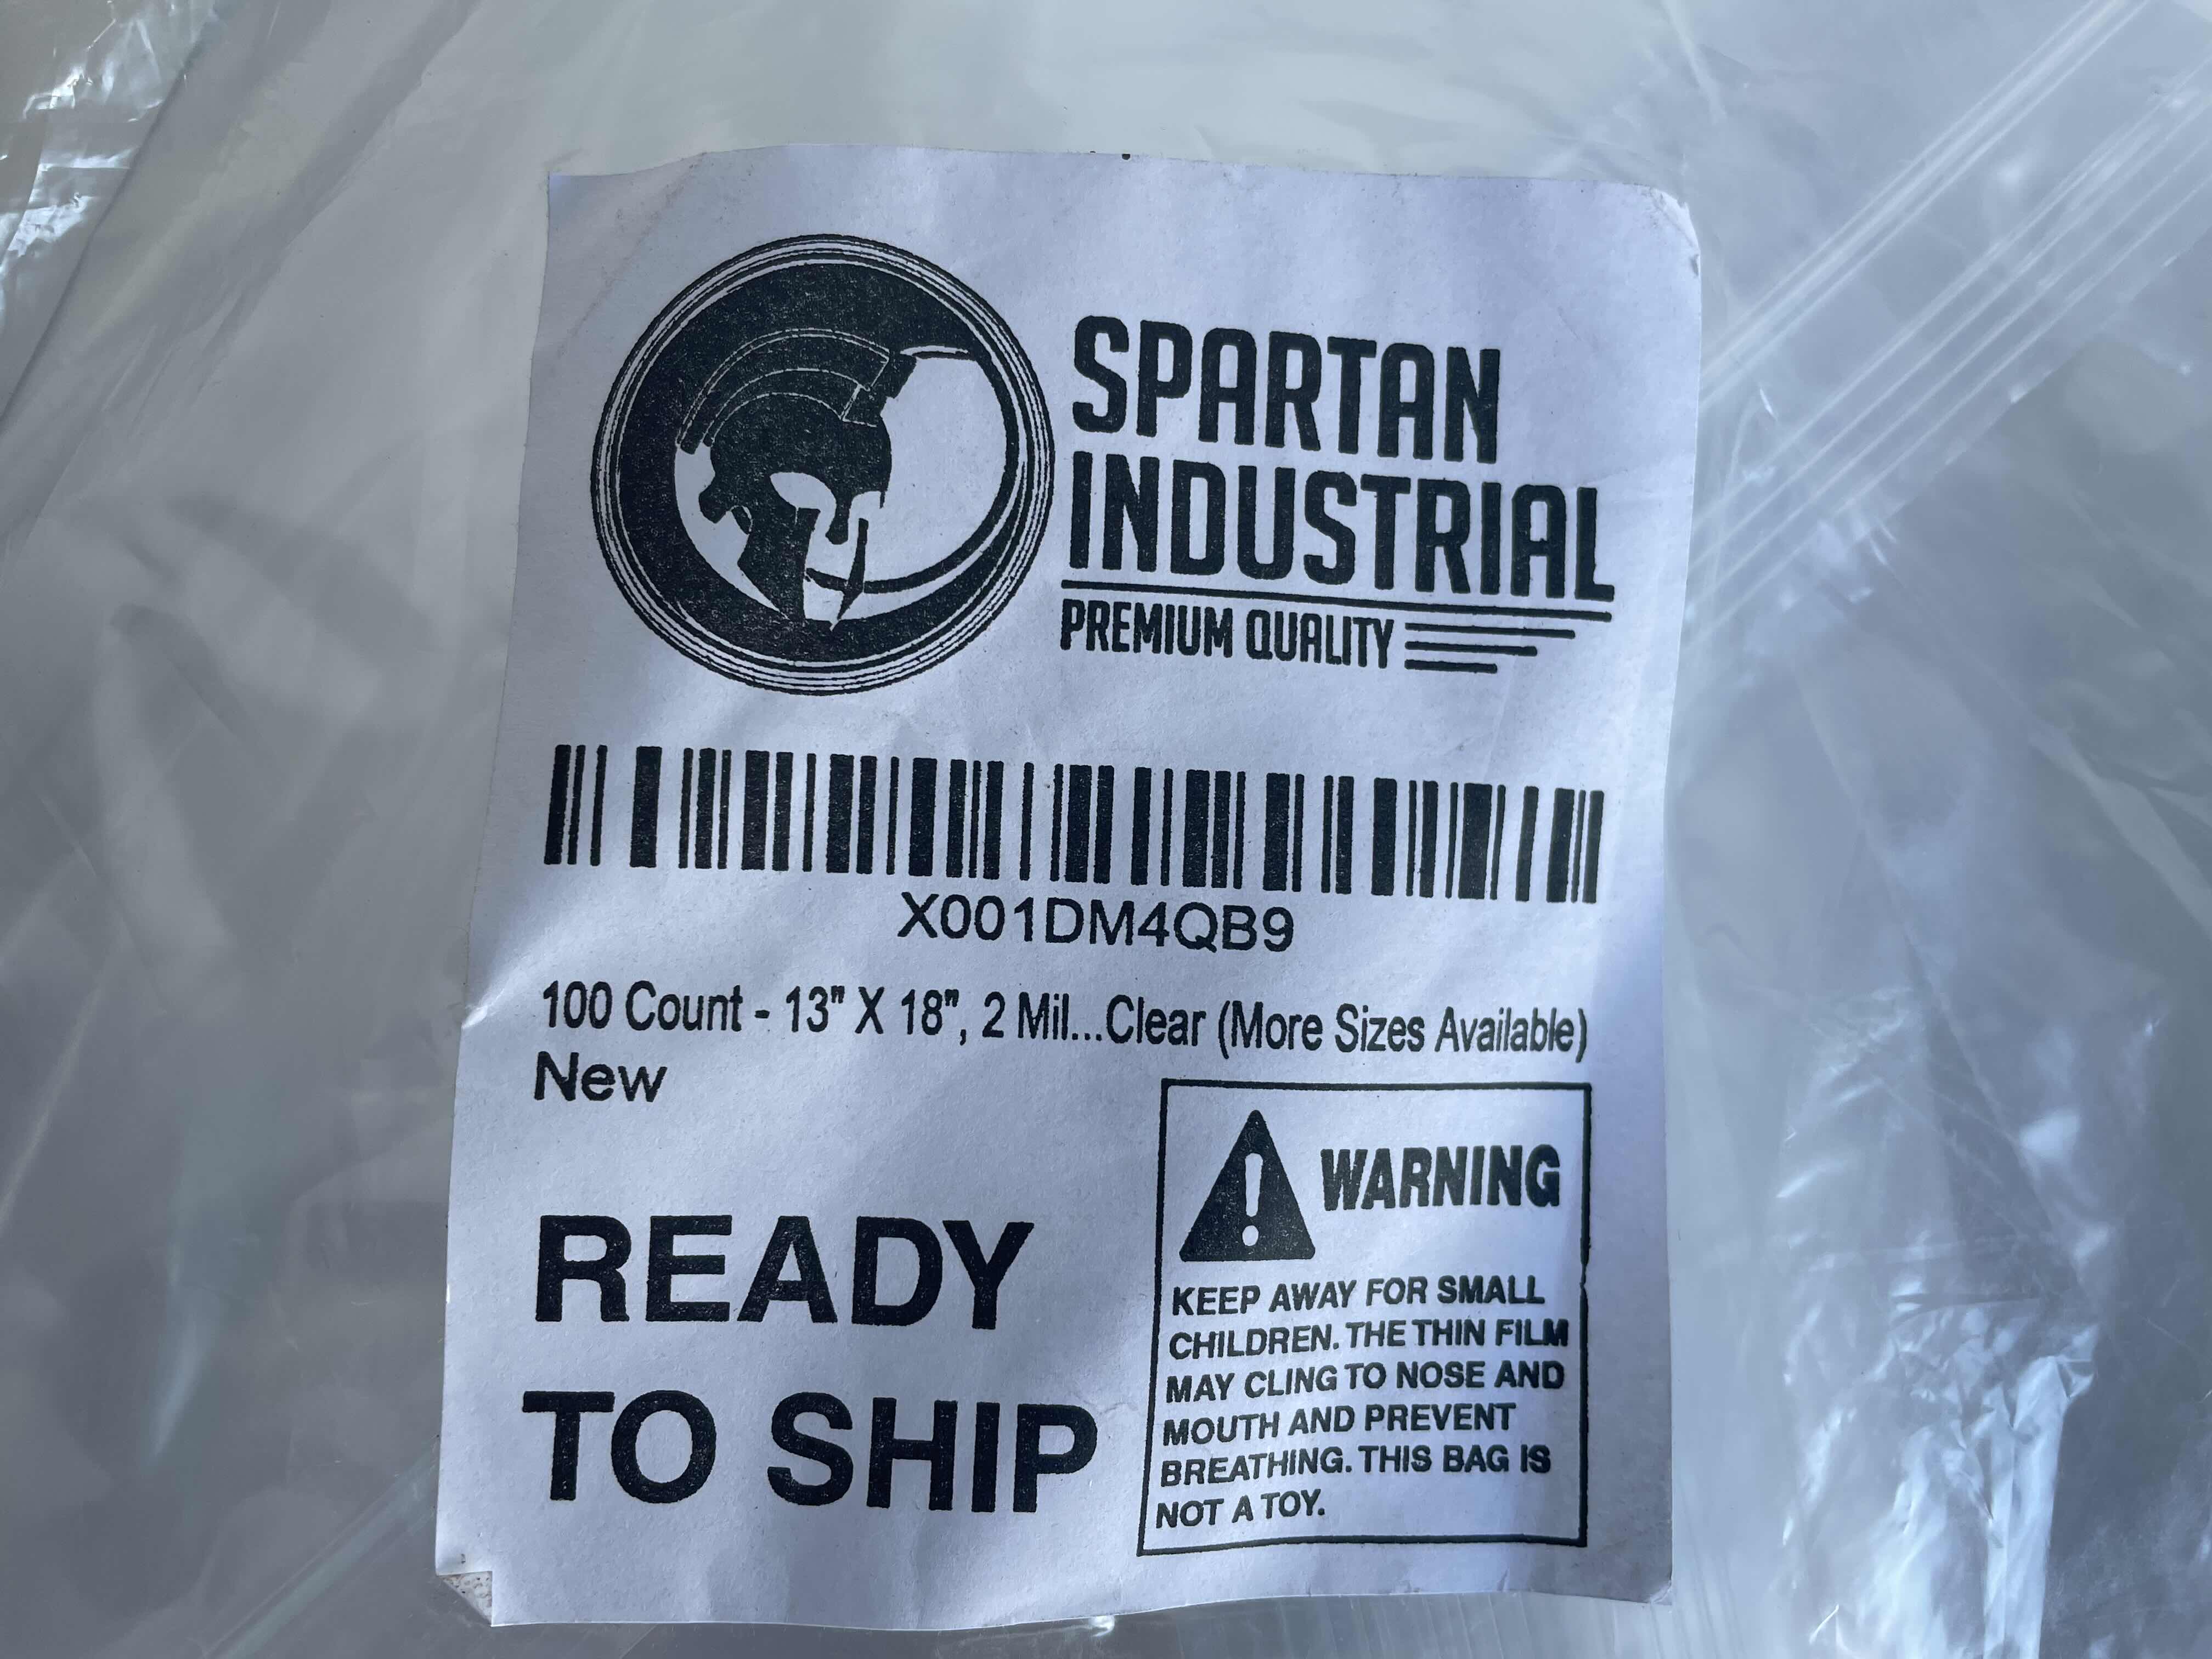 SPARTAN
INDUSTRIAL
PREMIUM QUALITY
X001DM4QB9
100 Count - 13" X 18", 2 Mil...Clear (More Sizes Available)
New
READY
TO SHIP
WARNING
KEEP AWAY FOR SMALL
CHILDREN. THE THIN FILM
MAY CLING TO NOSE AND
MOUTH AND PREVENT
BREATHING. THIS BAG IS
NOT A TOY.